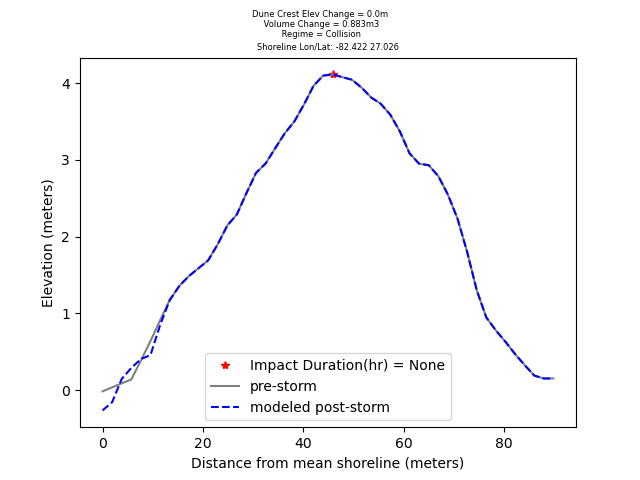 Dune Crest Elev Change = 0.0m
Volume Change = 0.883m3
Regime = Collision
Shoreline Lon/Lat: -82.422 27.026
4
3
2
1
0
Elevation (meters)
Impact Duration(hr) = None
pre-storm
modeled post-storm
0 20 40 60 80
Distance from mean shoreline (meters)